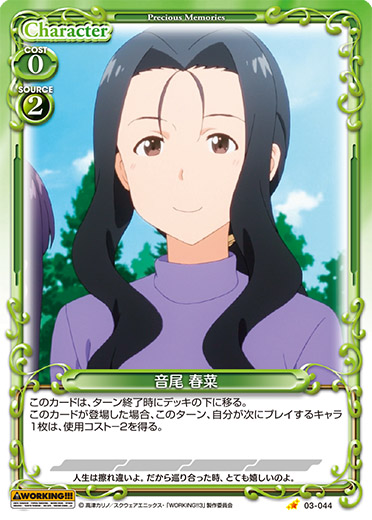 Precious Memories
Character
COST
0
SOURCE
2
音尾 春菜
このカードは、ターン終了時にデッキの下に移る。
このカードが登場した場合、このターン、自分が次にプレイするキャラ
1枚は、使用コスト−2を得る。
人生は擦れ違いよ。だから巡り合った時、とても嬉しいのよ。
WORKING!!!
© 高津カリノ/スクウェアエニックス・「WORKING!!3」製作委員会
03-044